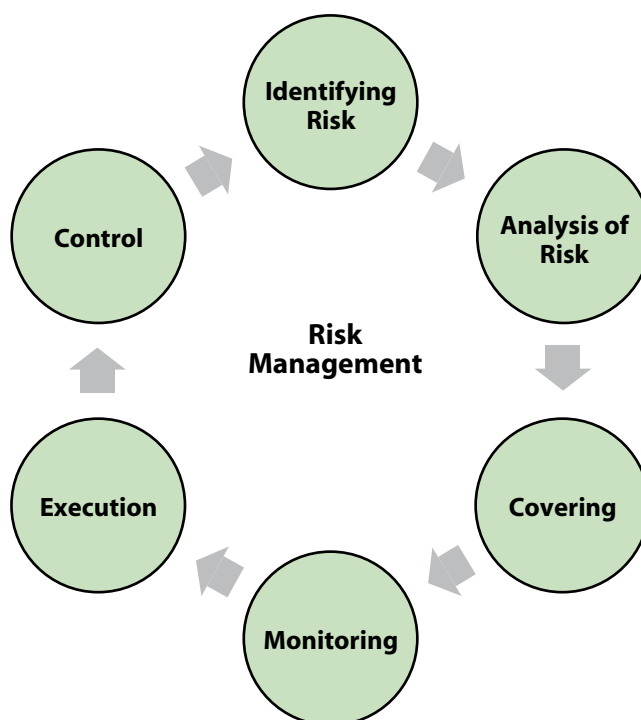 Identifying
Risk
Analysis of
Risk
Control
Risk
Management
Execution
Covering
Monitoring